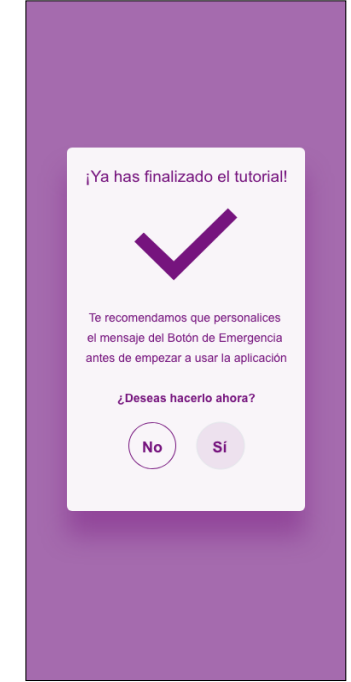 ¡Ya has finalizado el tutorial!
Te recomendamos que personalices
el mensaje del Botón de Emergencia
antes de empezar a usar la aplicación
¿Deseas hacerlo ahora?
No Sí